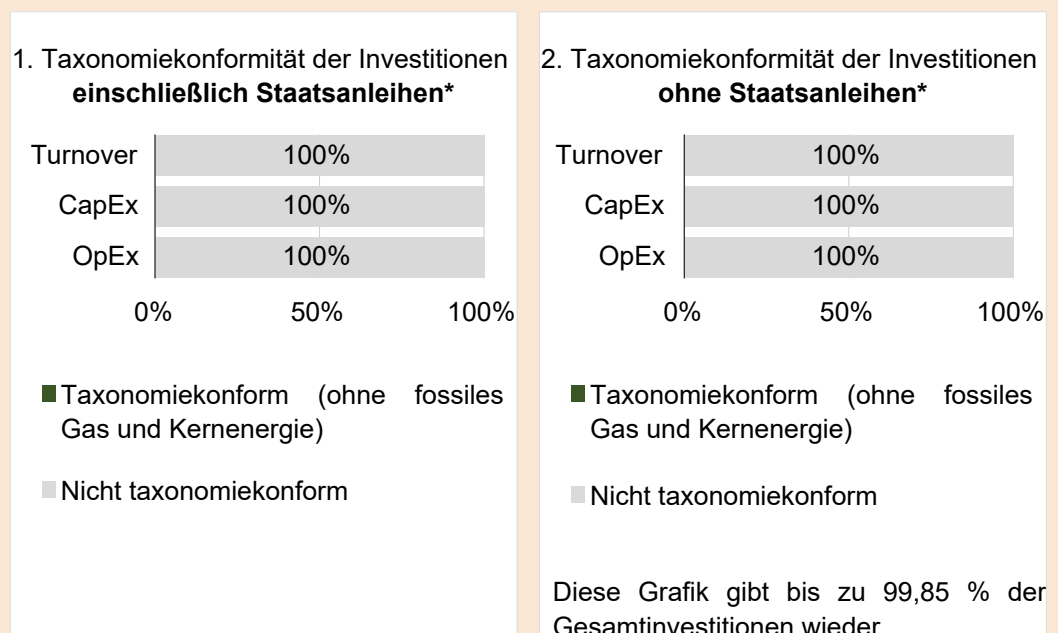 1. Taxonomiekonformität der Investitionen
einschließlich Staatsanleihen*
Turnover 100%
CapEx 100%
OpEx 100%
0% 50% 100%
Taxonomiekonform (ohne fossiles
Gas und Kernenergie)
Nicht taxonomiekonform
2. Taxonomiekonformität der Investitionen
ohne Staatsanleihen*
Turnover 100%
CapEx 100%
OpEx 100%
0% 50% 100%
Taxonomiekonform (ohne fossiles
Gas und Kernenergie)
Nicht taxonomiekonform
Diese Grafik gibt bis zu 99,85 % der
Gesamtinvestitionen wieder